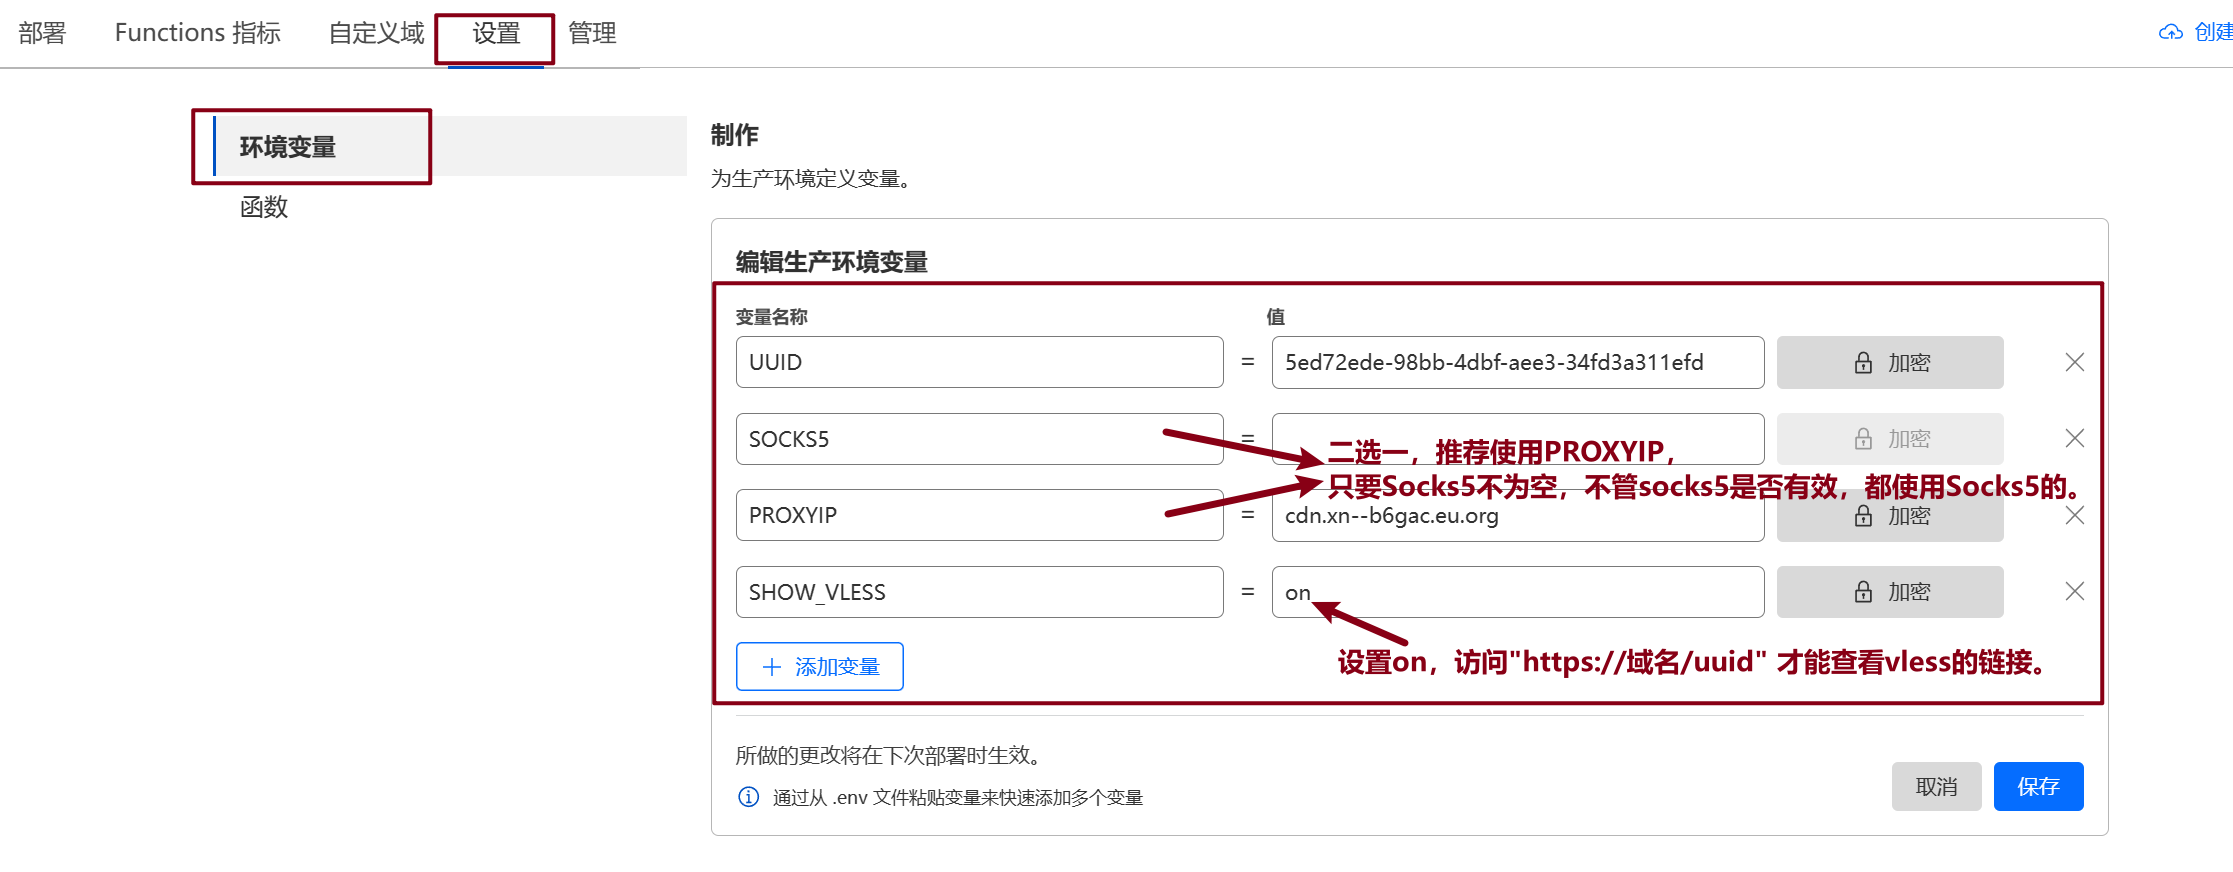 部署 Functions 指标 自定义域 设置 管理 创建
环境变量
函数
制作
为生产环境定义变量。
编辑生产环境变量
变量名称 值
UUID = 5ed72ede-98bb-4dbf-aee3-34fd3a311efd 加密
SOCKS5 = 加密
二选一，推荐使用PROXYIP，
只要Socks5不为空，不管socks5是否有效，都使用Socks5的。
PROXYIP = cdn.xn--b6gac.eu.org 加密
SHOW_VLESS = on 加密
设置on，访问"https://域名/uuid" 才能查看vless的链接。
添加变量
所做的更改将在下次部署时生效。
通过从 .env 文件粘贴变量来快速添加多个变量
取消 保存